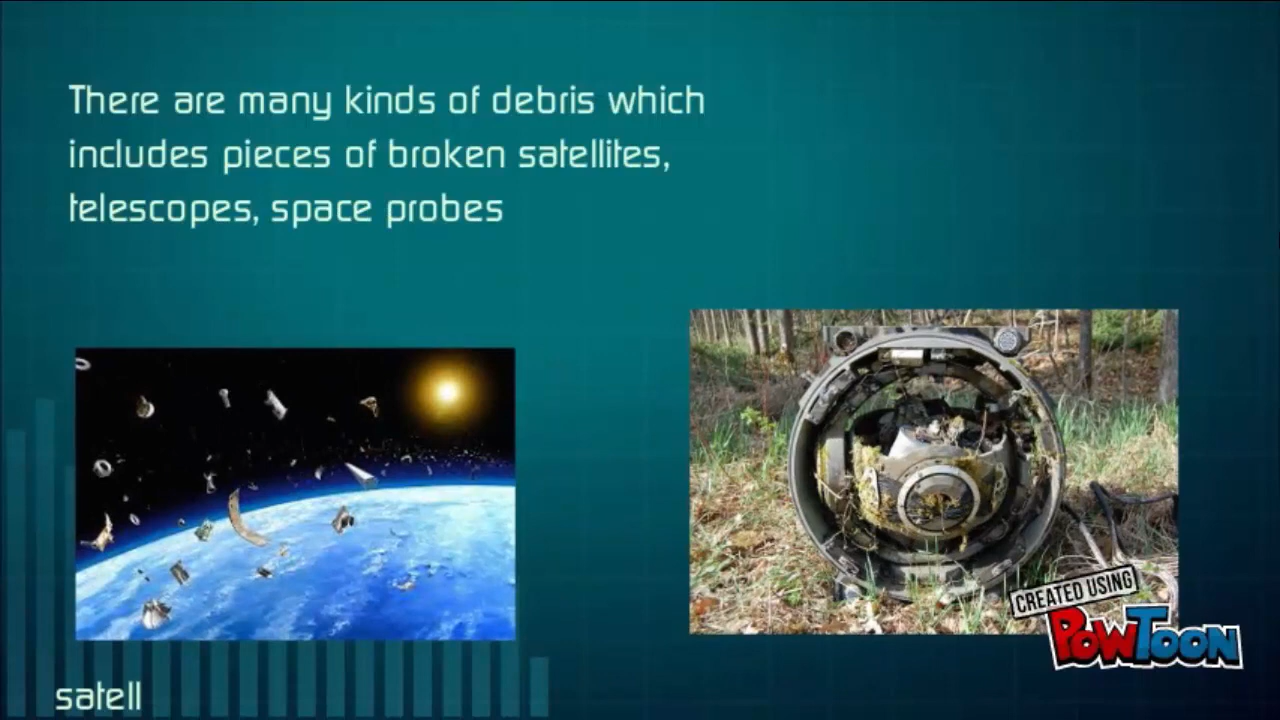 There are many kinds of debris which
includes pieces of broken satellites,
telescopes, space probes
satell
CREATED USING
POWTOON